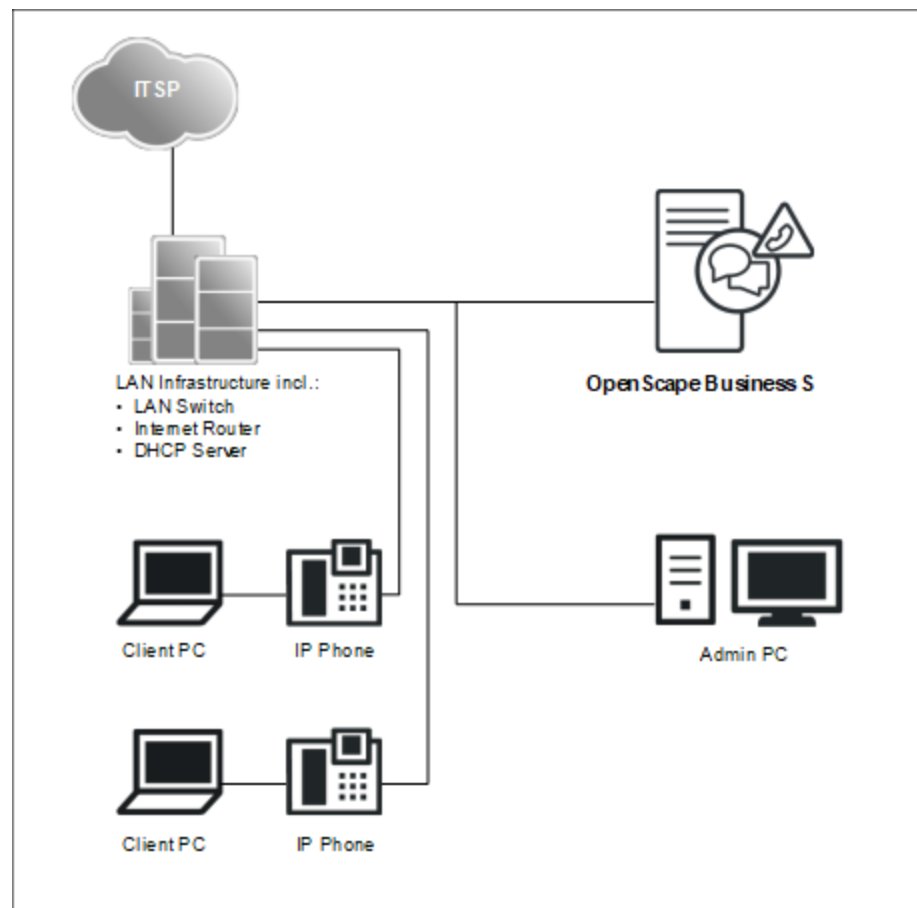 ITSP
LAN Infrastructure incl.:
• LAN Switch
• Internet Router
• DHCP Server
OpenScape Business S
Client PC
IP Phone
Admin PC
Client PC
IP Phone